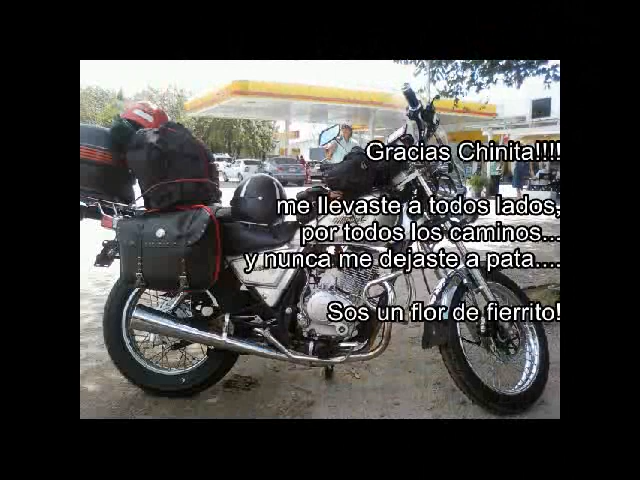 Gracias Chinita!!!!
me llevaste a todos lados,
por todos los caminos...
y nunca me dejaste a pata....
Sos un flor de fierrito!